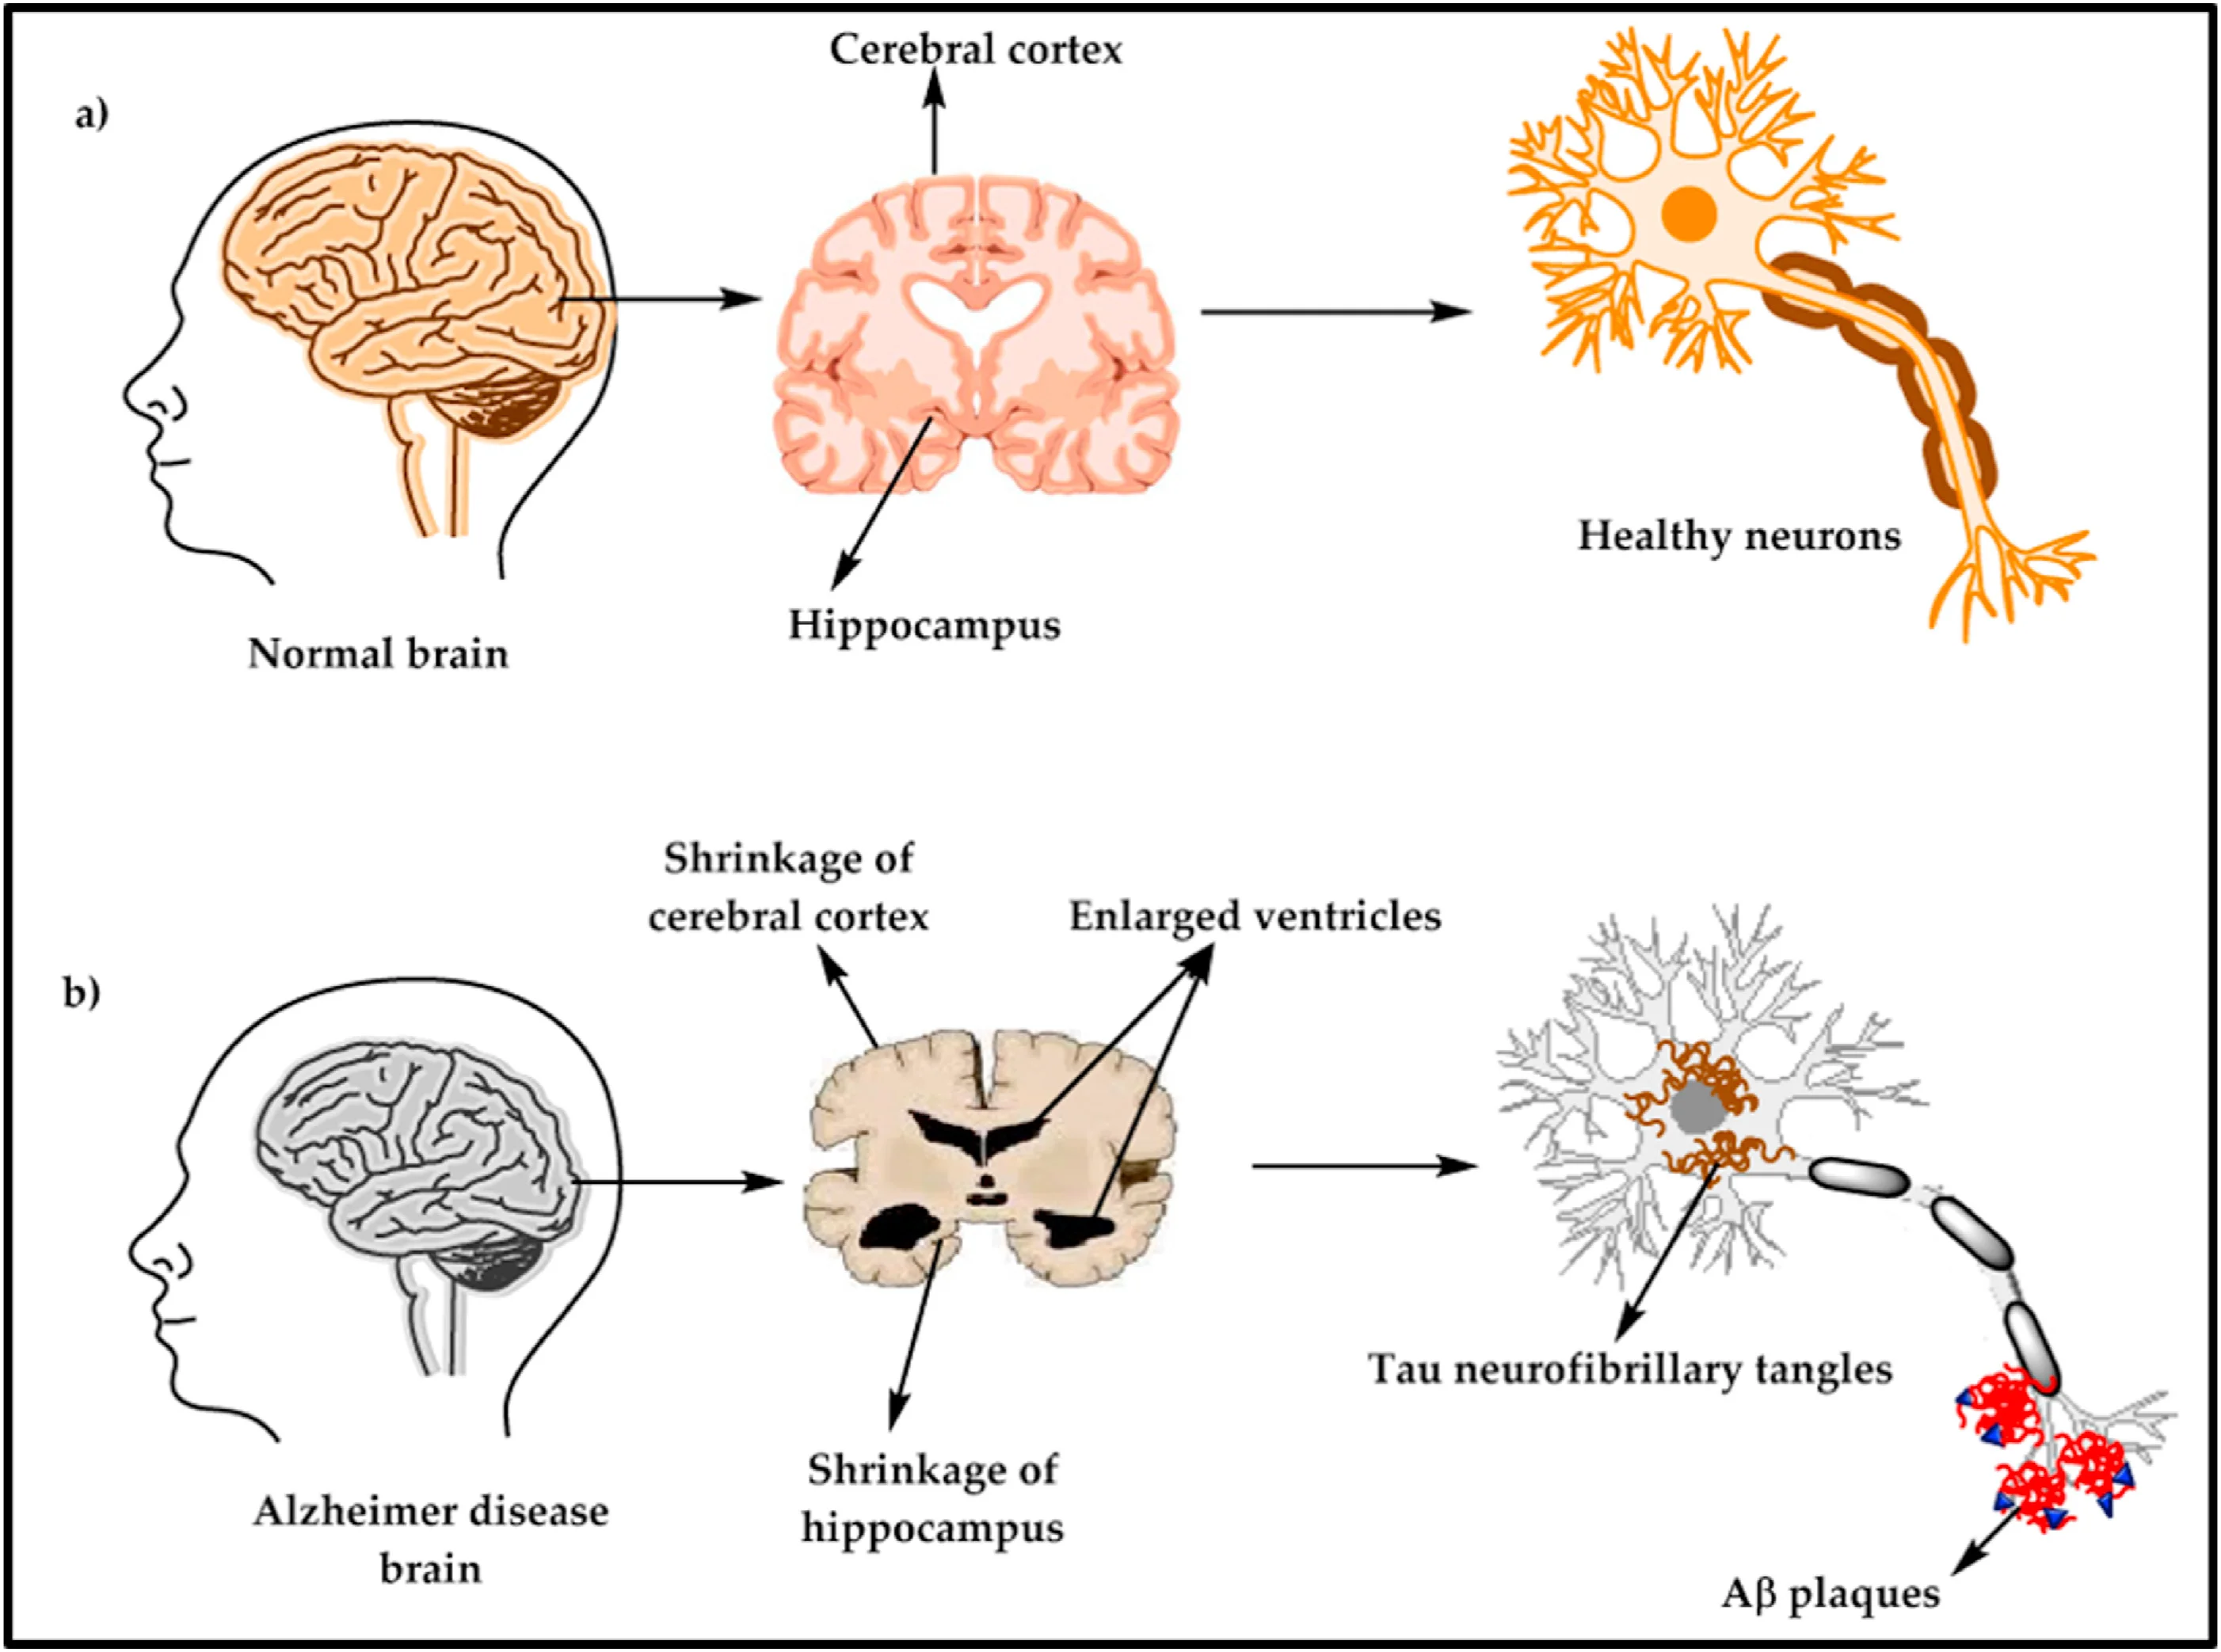 a)
Cerebral cortex
Hippocampus
Normal brain
Healthy neurons
b)
Shrinkage of
cerebral cortex
Enlarged ventricles
Tau neurofibrillary tangles
Shrinkage of
hippocampus
Alzheimer disease
brain
Aβ plaques